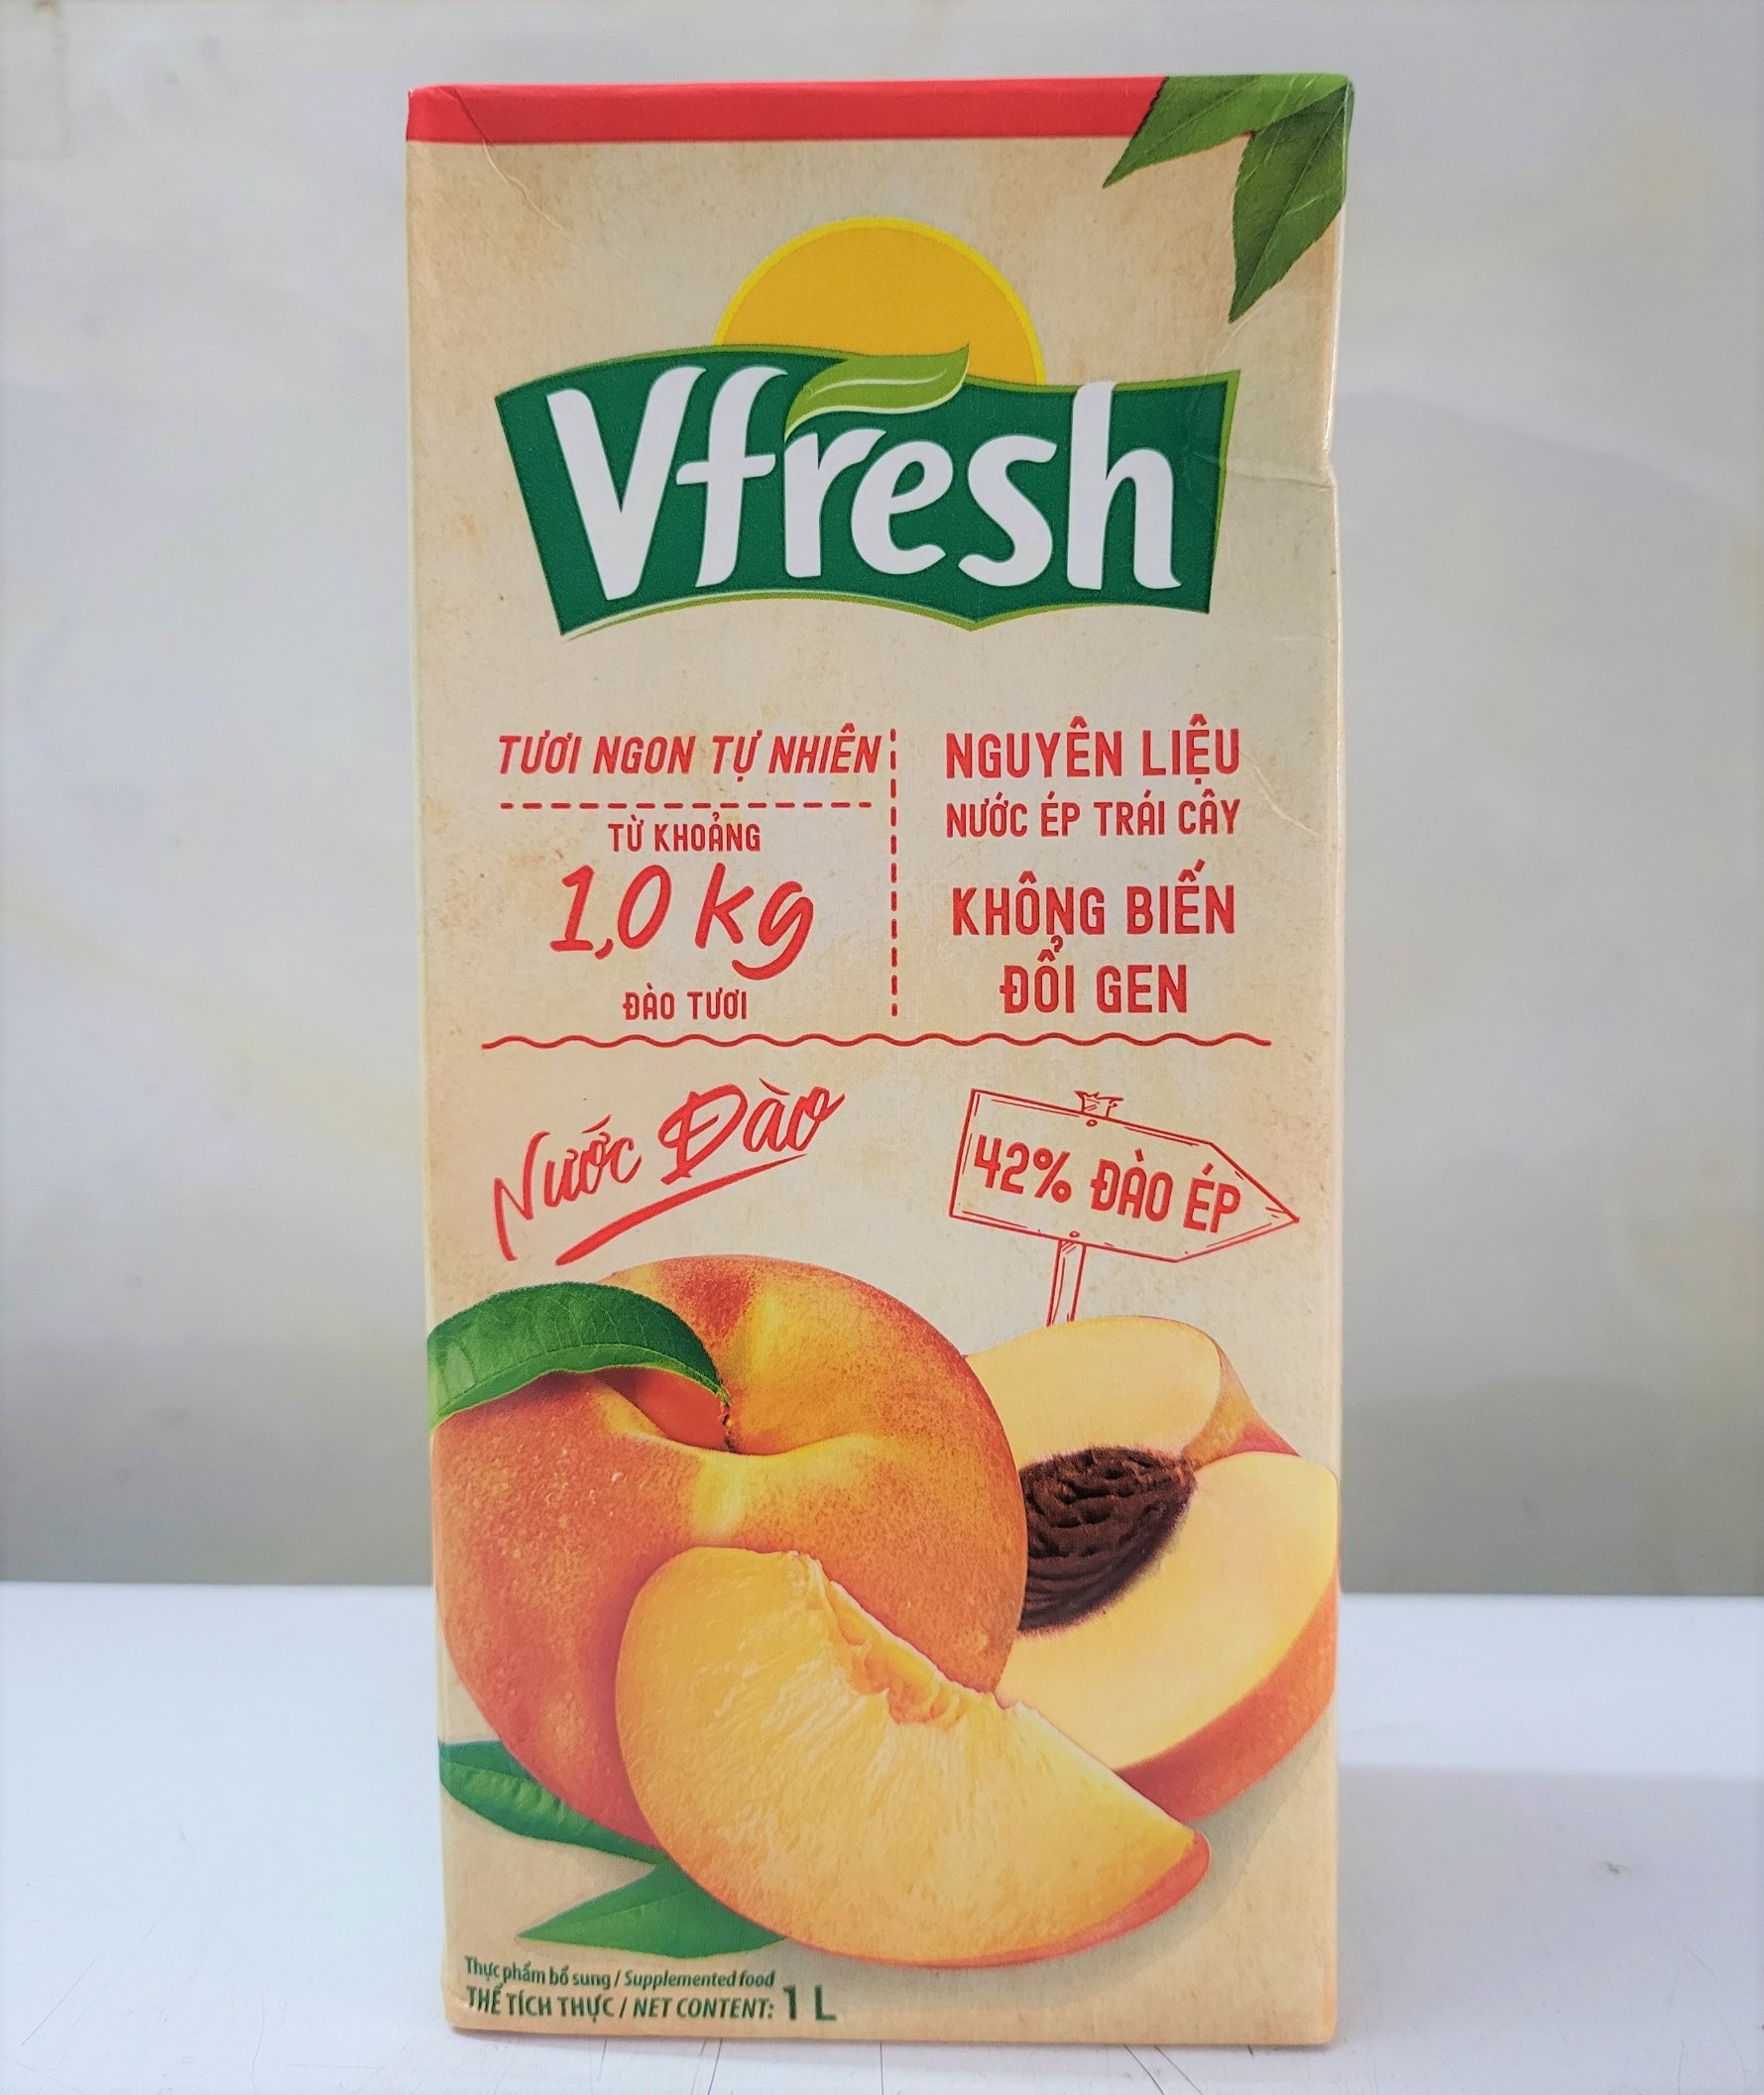 Vfresh
TƯƠI NGON TỰ NHIÊN
TỪ KHOẢNG
1,0 kg
ĐÀO TƯƠI
NGUYÊN LIỆU
NƯỚC ÉP TRÁI CÂY
KHÔNG BIẾN
ĐỔI GEN
Nước Đào
42% ĐÀO ÉP
Thực phẩm bổ sung / Supplemented food
THỂ TÍCH THỰC / NET CONTENT: 1 L